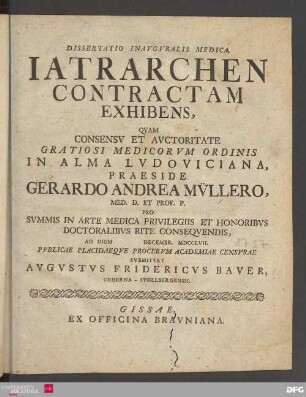 DISSERTATIO INAVGVRALIS MEDICA,
IATRARCHEN
CONTRACTAM
EXHIBENS,
QVAM
CONSENSV ET AVCTORITATE
GRATIOSI MEDICORVM ORDINIS
IN ALMA LVDOVICIANA,
PRAESIDE
GERARDO ANDREA MÜLLERO,
MED. D. ET PROF. P.
PRO
SVMMIS IN ARTE MEDICA PRIVILEGIIS ET HONORIBVS
DOCTORALIBVS RITE CONSEQVENDIS,
AD DIEM DECEMBR. MDCCLVII.
PVBLICAE PLACIDAEQVE PROCERVM ACADEMIAE CENSVRAE
SVBMITTET
AVGVSTVS FRIDERICVS BAVER,
GEDERNA - STOLLBERGENSIS.
GISSAE,
EX OFFICINA BRAVNIANA.
DFG